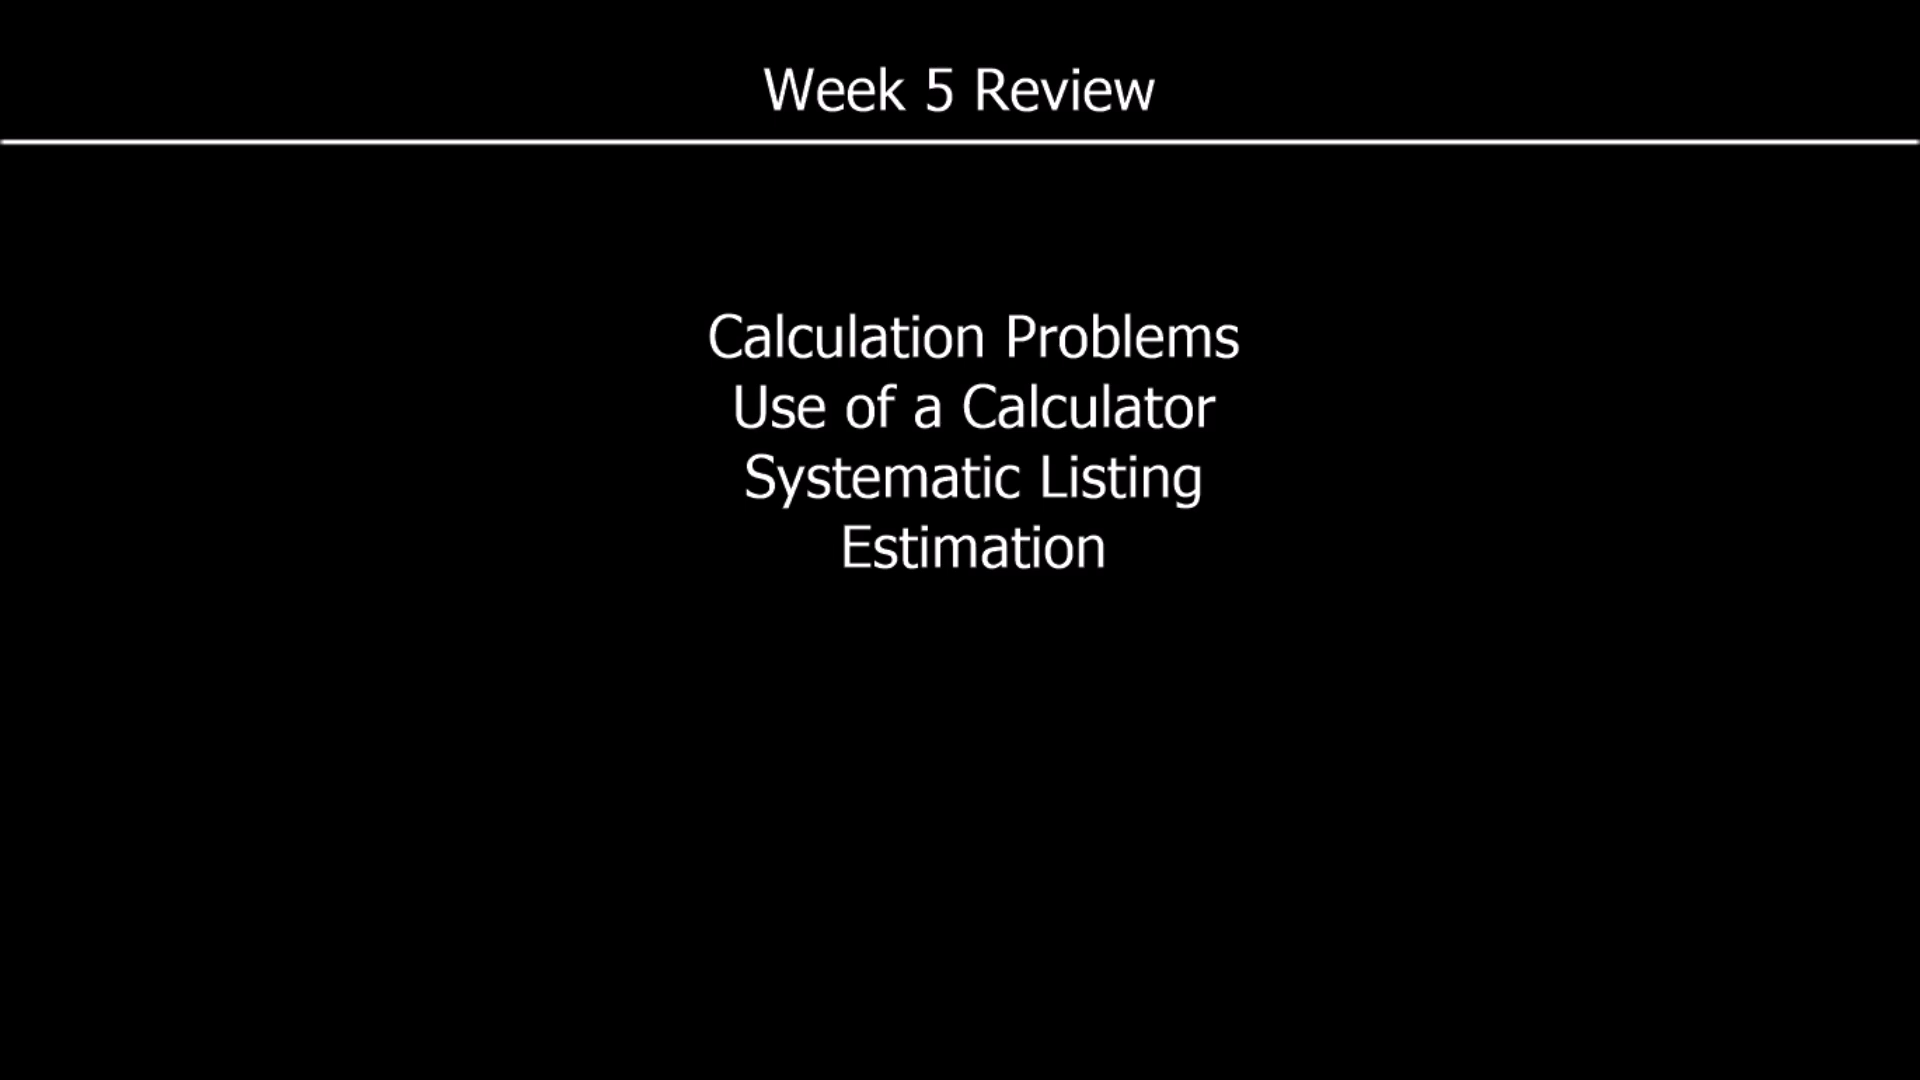 Week 5 Review
Calculation Problems
Use of a Calculator
Systematic Listing
Estimation